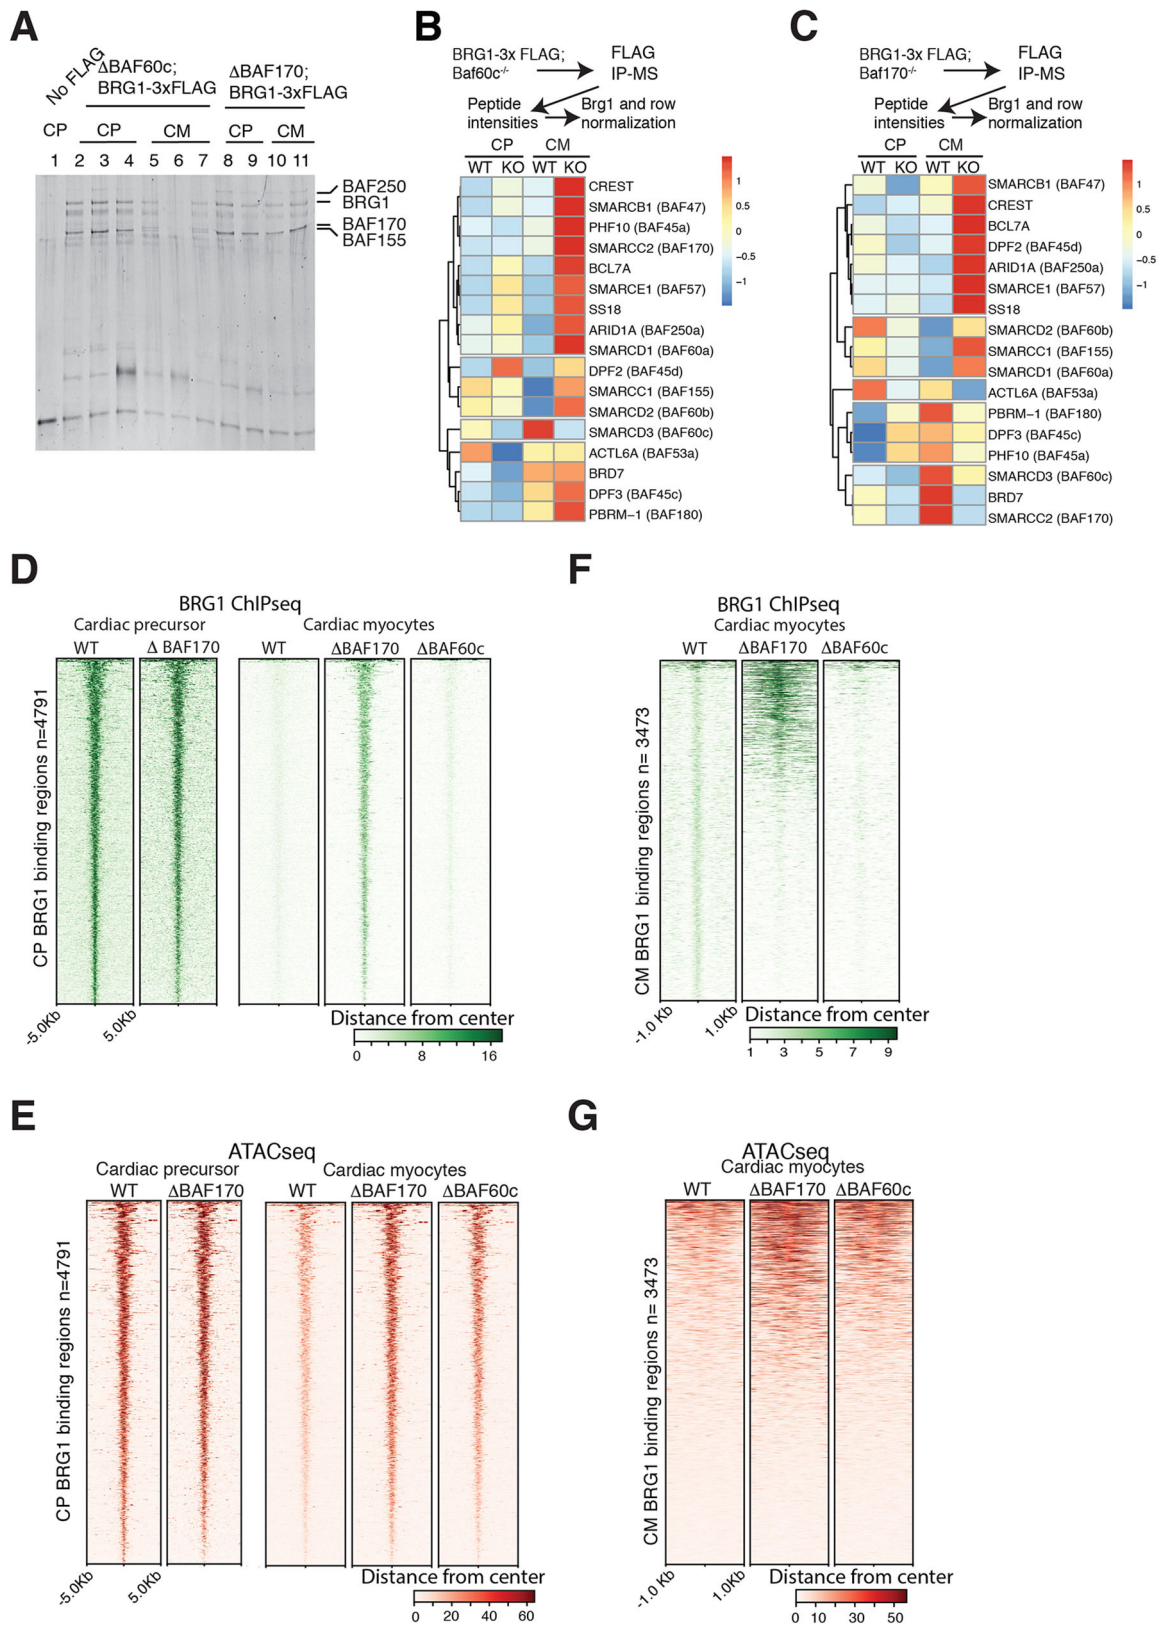 A
No FLAG
ΔBAF60c;
BRG1-3xFLAG
ΔBAF170;
BRG1-3xFLAG
CP CP CM CP CM
1 2 3 4 5 6 7 8 9 10 11
BAF250
BRG1
BAF170
BAF155
B
BRG1-3x FLAG;
Baf60c-/-
FLAG
IP-MS
Peptide
intensities
Brg1 and row
normalization
CP CM
WT KO WT KO
CREST
SMARCB1 (BAF47)
PHF10 (BAF45a)
SMARCC2 (BAF170)
BCL7A
SMARCE1 (BAF57)
SS18
ARID1A (BAF250a)
SMARCD1 (BAF60a)
DPF2 (BAF45d)
SMARCC1 (BAF155)
SMARCD2 (BAF60b)
SMARCD3 (BAF60c)
ACTL6A (BAF53a)
BRD7
DPF3 (BAF45c)
PBRM−1 (BAF180)
1
0.5
0
−0.5
−1
C
BRG1-3x FLAG;
Baf170-/-
FLAG
IP-MS
Peptide
intensities
Brg1 and row
normalization
CP CM
WT KO WT KO
SMARCB1 (BAF47)
CREST
BCL7A
DPF2 (BAF45d)
ARID1A (BAF250a)
SMARCE1 (BAF57)
SS18
SMARCD2 (BAF60b)
SMARCC1 (BAF155)
SMARCD1 (BAF60a)
ACTL6A (BAF53a)
PBRM−1 (BAF180)
DPF3 (BAF45c)
PHF10 (BAF45a)
SMARCD3 (BAF60c)
BRD7
SMARCC2 (BAF170)
1
0.5
0
−0.5
−1
D
BRG1 ChIPseq
Cardiac precursor Cardiac myocytes
WT Δ BAF170 WT ΔBAF170 ΔBAF60c
CP BRG1 binding regions n=4791
-5.0Kb 5.0Kb
Distance from center
0 8 16
F
BRG1 ChIPseq
Cardiac myocytes
WT ΔBAF170 ΔBAF60c
CM BRG1 binding regions n= 3473
-1.0 Kb 1.0Kb
Distance from center
1 3 5 7 9
E
ATACseq
Cardiac precursor Cardiac myocytes
WT ΔBAF170 WT ΔBAF170 ΔBAF60c
CP BRG1 binding regions n=4791
-5.0Kb 5.0Kb
Distance from center
0 20 40 60
G
ATACseq
Cardiac myocytes
WT ΔBAF170 ΔBAF60c
CM BRG1 binding regions n= 3473
-1.0 Kb 1.0Kb
Distance from center
0 10 30 50